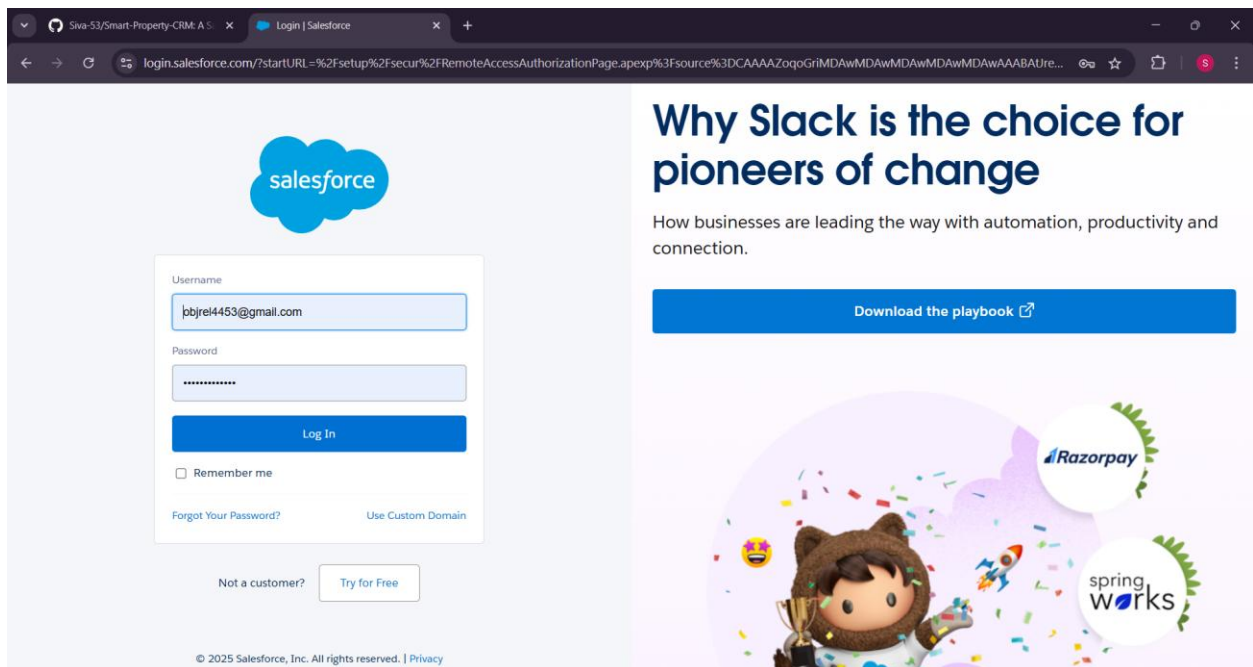 Siva-53/Smart-Property-CRM: A S
Login | Salesforce
login.salesforce.com/?startURL=%2Fsetup%2Fsecur%2FRemoteAccessAuthorizationPage.apexp%3Fsource%3DCAAAAZoqoGriMDAwMDAwMDAwMDAwMDAwAAABAUre...
S
salesforce
Username
objrel4453@gmail.com
Password
•••••••••••••
Log In
Remember me
Forgot Your Password?
Use Custom Domain
Not a customer?
Try for Free
© 2025 Salesforce, Inc. All rights reserved. | Privacy
Why Slack is the choice for
pioneers of change
How businesses are leading the way with automation, productivity and
connection.
Download the playbook
Razorpay
spring
works